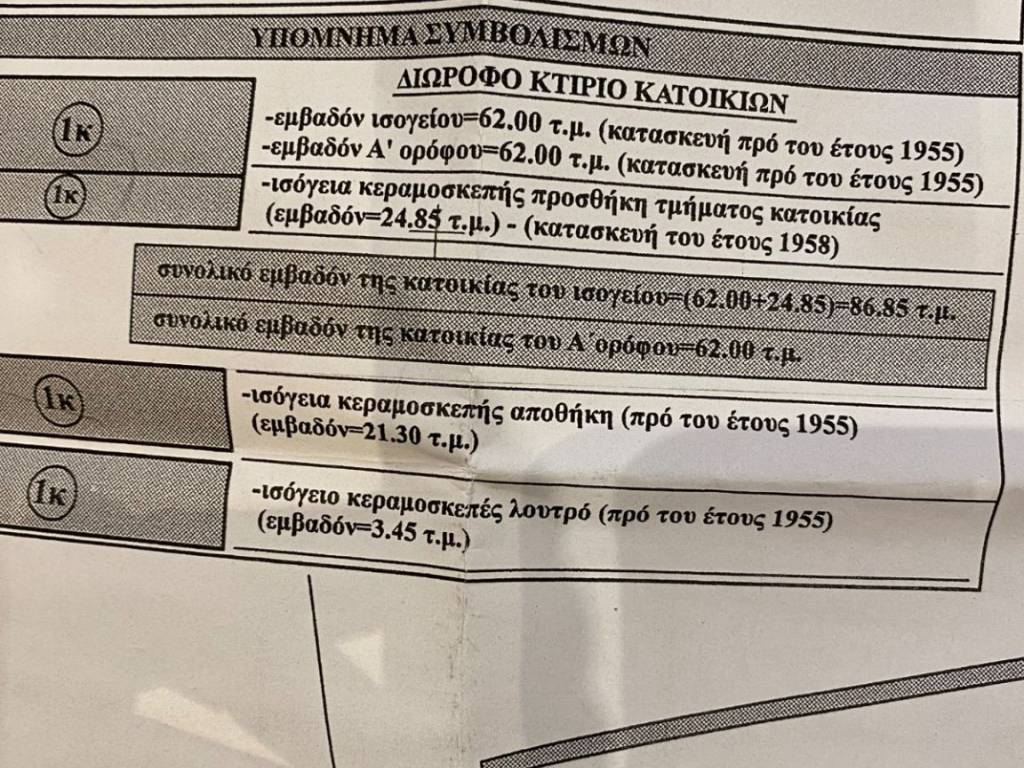 ΥΠΟΜΝΗΜΑ ΣΥΜΒΟΛΙΣΜΩΝ
ΔΙΩΡΟΦΟ ΚΤΙΡΙΟ ΚΑΤΟΙΚΙΩΝ
1κ
-εμβαδόν ισογείου=62.00 τ.μ. (κατασκευή πρό του έτους 1955)
-εμβαδόν Α' ορόφου=62.00 τ.μ. (κατασκευή πρό του έτους 1955)
1κ
-ισόγεια κεραμοσκεπής προσθήκη τμήματος κατοικίας
(εμβαδόν=24.85 τ.μ.) - (κατασκευή του έτους 1958)
συνολικό εμβαδόν της κατοικίας του ισογείου=(62.00+24.85)=86.85 τ.μ.
συνολικό εμβαδόν της κατοικίας του Α΄ορόφου=62.00 τ.μ.
1κ
-ισόγεια κεραμοσκεπής αποθήκη (πρό του έτους 1955)
(εμβαδόν=21.30 τ.μ.)
1κ
-ισόγειο κεραμοσκεπές λουτρό (πρό του έτους 1955)
(εμβαδόν=3.45 τ.μ.)